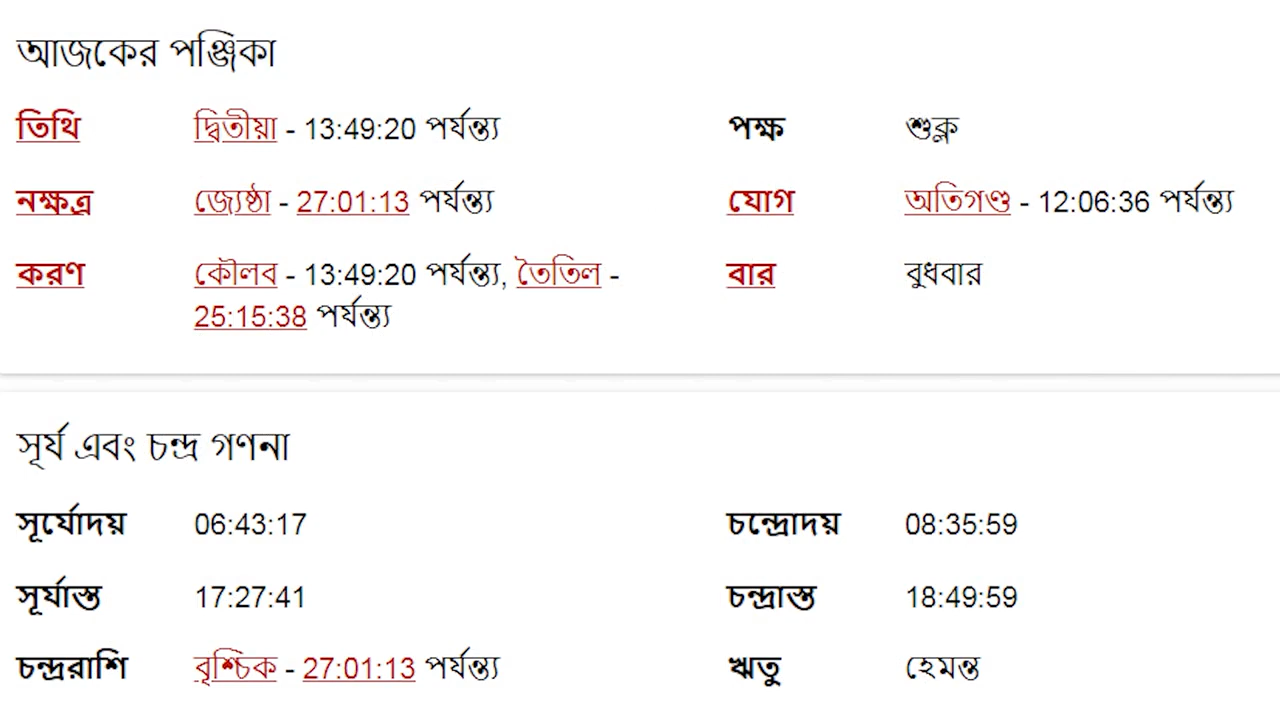 আজকের পঞ্জিকা
তিথি দ্বিতীয়া - 13:49:20 পর্যন্ত্য পক্ষ শুক্ল
নক্ষত্র জ্যেষ্ঠা - 27:01:13 পর্যন্ত্য যোগ অতিগণ্ড - 12:06:36 পর্যন্ত্য
করণ কৌলব - 13:49:20 পর্যন্ত্য, তৈতিল - বার বুধবার
25:15:38 পর্যন্ত্য
সূর্য এবং চন্দ্র গণনা
সূর্যোদয় 06:43:17 চন্দ্রোদয় 08:35:59
সূর্যাস্ত 17:27:41 চন্দ্রাস্ত 18:49:59
চন্দ্ররাশি বৃশ্চিক - 27:01:13 পর্যন্ত্য ঋতু হেমন্ত